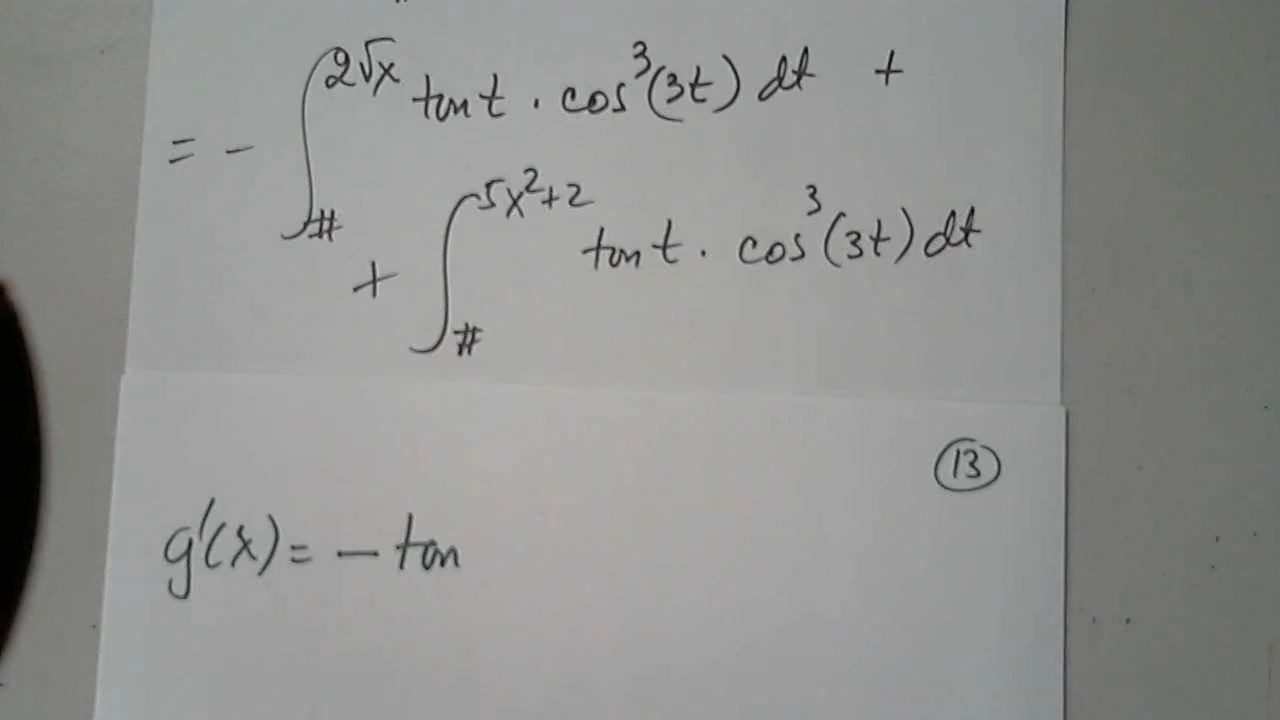 = - ∫_#^{2√x} tan t . cos³(3t) dt +
+ ∫_#^{5x²+2} tan t . cos³(3t) dt
13
g'(x) = - tan